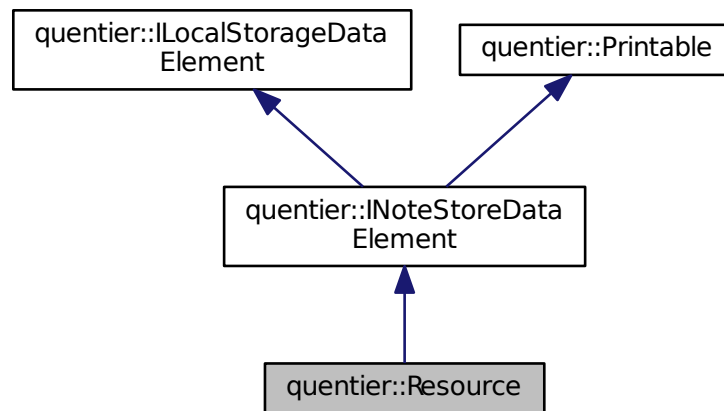 quentier::ILocalStorageData
Element
quentier::Printable
quentier::INoteStoreData
Element
quentier::Resource